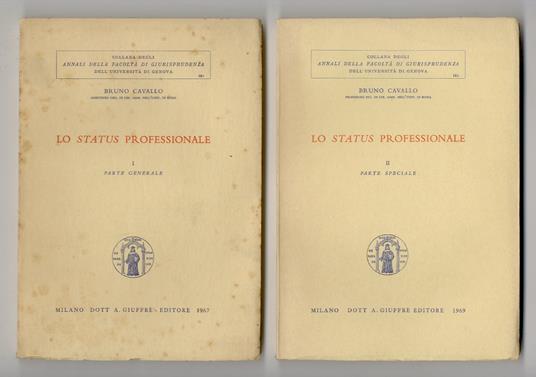 COLLANA DEGLI
ANNALI DELLA FACOLTÀ DI GIURISPRUDENZA
DELL'UNIVERSITÀ DI GENOVA
BRUNO CAVALLO
LO STATUS PROFESSIONALE
I
PARTE GENERALE
MILANO DOTT A. GIUFFRÈ EDITORE 1967
COLLANA DEGLI
ANNALI DELLA FACOLTÀ DI GIURISPRUDENZA
DELL'UNIVERSITÀ DI GENOVA
BRUNO CAVALLO
LO STATUS PROFESSIONALE
II
PARTE SPECIALE
MILANO DOTT A. GIUFFRÈ EDITORE 1969